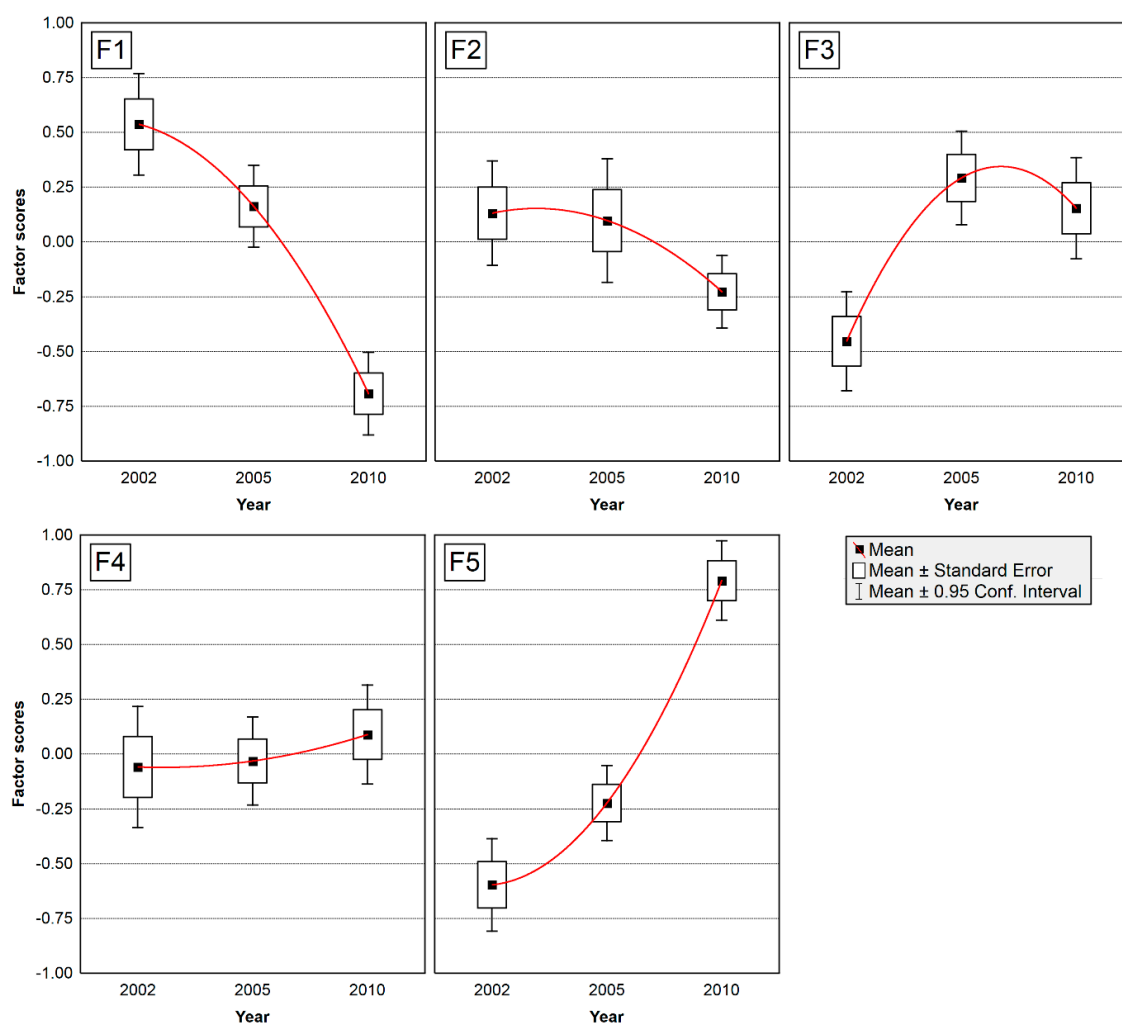 F1
F2
F3
1.00
0.75
0.50
0.25
0.00
-0.25
-0.50
-0.75
-1.00
Factor scores
2002 2005 2010
2002 2005 2010
2002 2005 2010
Year
Year
Year
F4
F5
1.00
0.75
0.50
0.25
0.00
-0.25
-0.50
-0.75
-1.00
Factor scores
2002 2005 2010
2002 2005 2010
Year
Year
Mean
Mean ± Standard Error
Mean ± 0.95 Conf. Interval